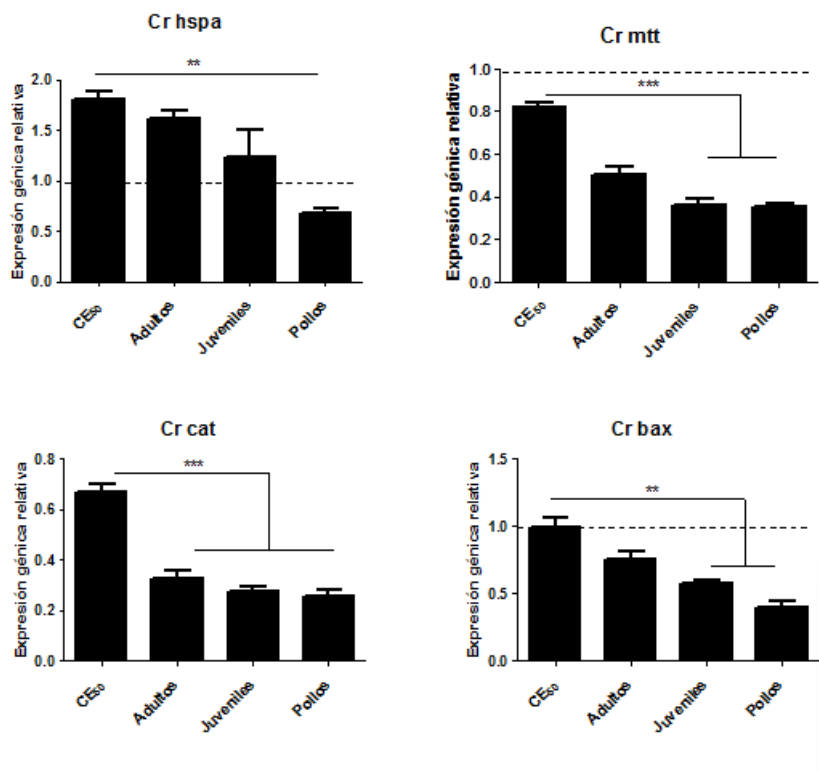 Cr hspa
Expresión génica relativa
2.0
1.5
1.0
0.5
0.0
**
CE50
Adultos
Juveniles
Pollos
Cr mtt
Expresión génica relativa
1.0
0.8
0.6
0.4
0.2
0.0
***
CE50
Adultos
Juveniles
Pollos
Cr cat
Expresión génica relativa
0.8
0.6
0.4
0.2
0.0
***
CE50
Adultos
Juveniles
Pollos
Cr bax
Expresión génica relativa
1.5
1.0
0.5
0.0
**
CE50
Adultos
Juveniles
Pollos